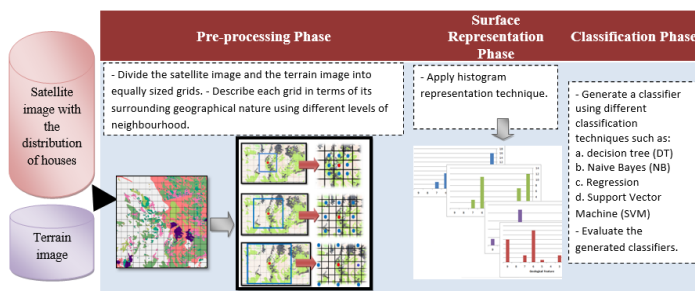 Satellite
image with
the
distribution
of houses
Terrain
image
Pre-processing Phase
- Divide the satellite image and the terrain image into
equally sized grids. - Describe each grid in terms of its
surrounding geographical nature using different levels of
neighbourhood.
Surface
Representation
Phase
- Apply histogram
representation technique.
Classification Phase
- Generate a classifier
using different
classification
techniques such as:
a. decision tree (DT)
b. Naive Bayes (NB)
c. Regression
d. Support Vector
Machine (SVM)
- Evaluate the
generated classifiers.